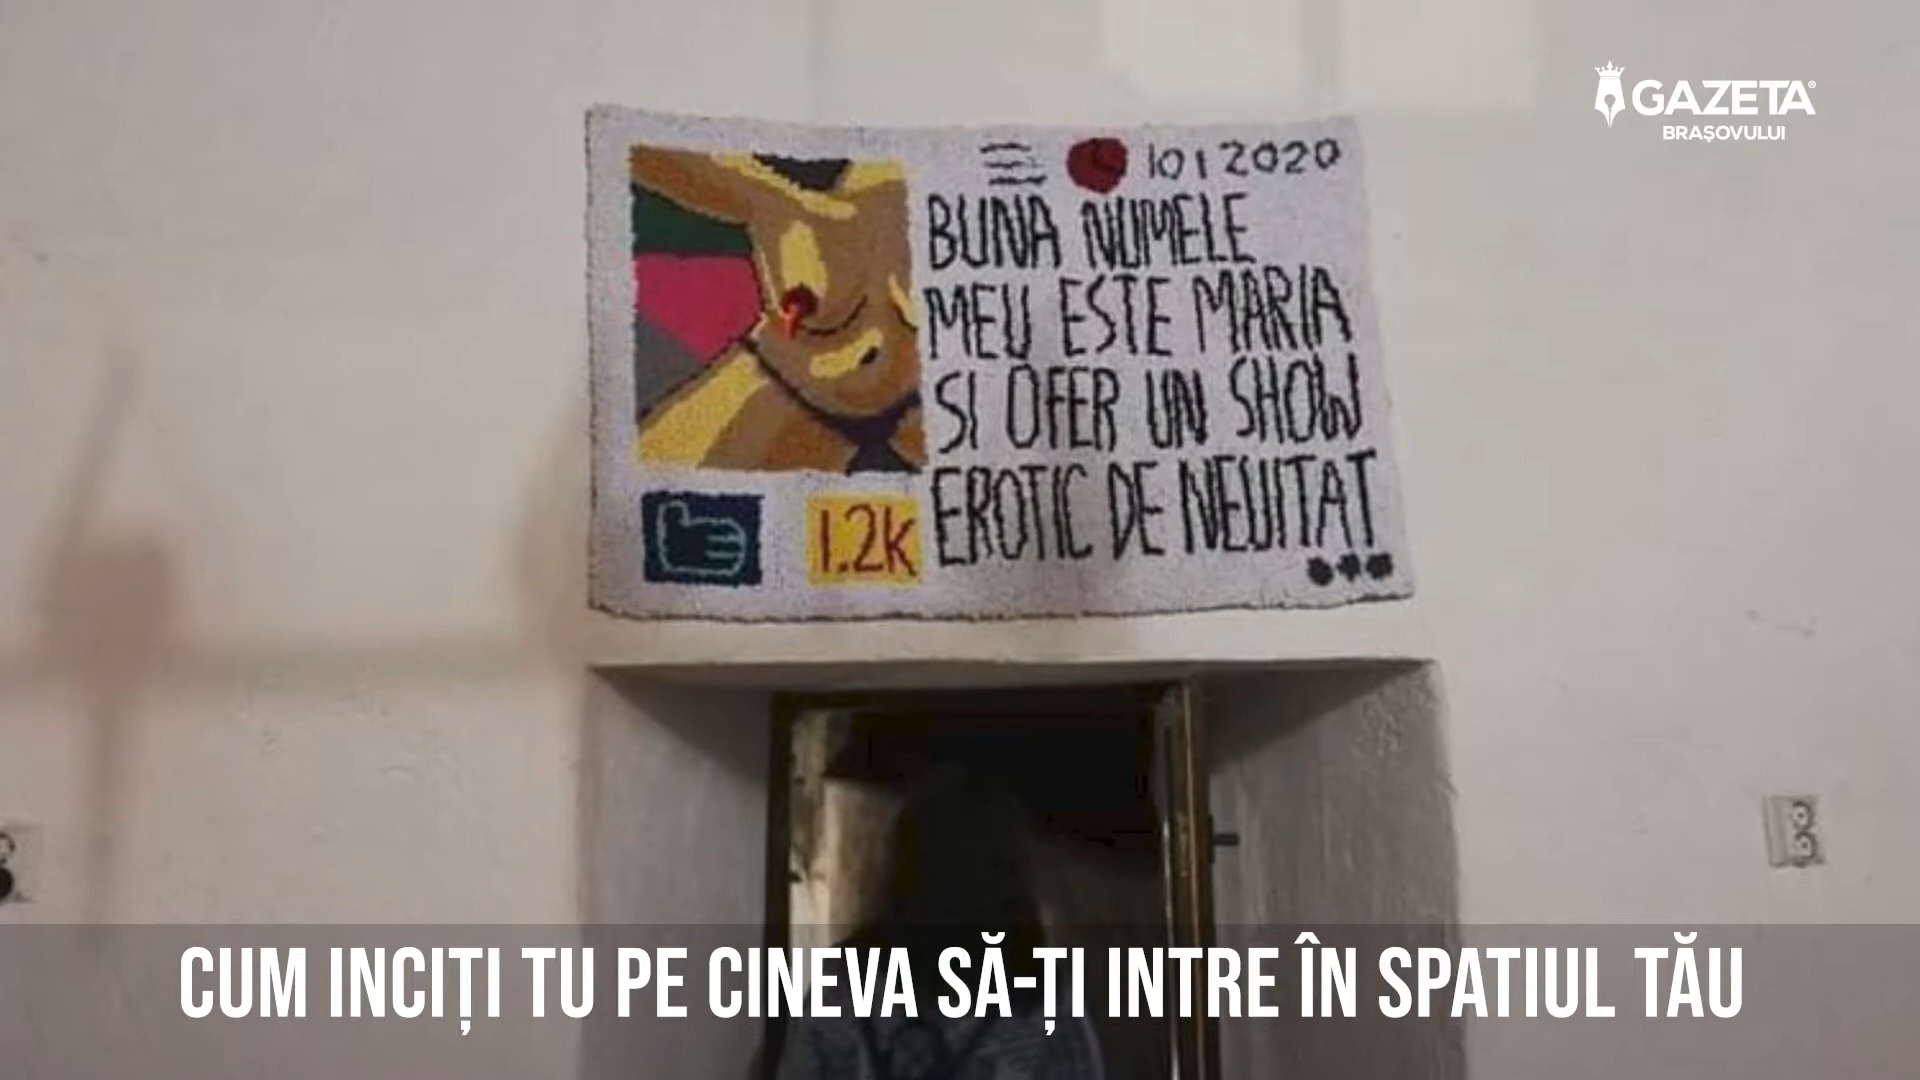 GAZETA
BRAȘOVULUI
10 1 2020
BUNA NUMELE
MEU ESTE MARIA
SI OFER UN SHOW
EROTIC DE NEUITAT
...
1.2K
CUM INCIȚI TU PE CINEVA SĂ-ȚI INTRE ÎN SPATIUL TĂU